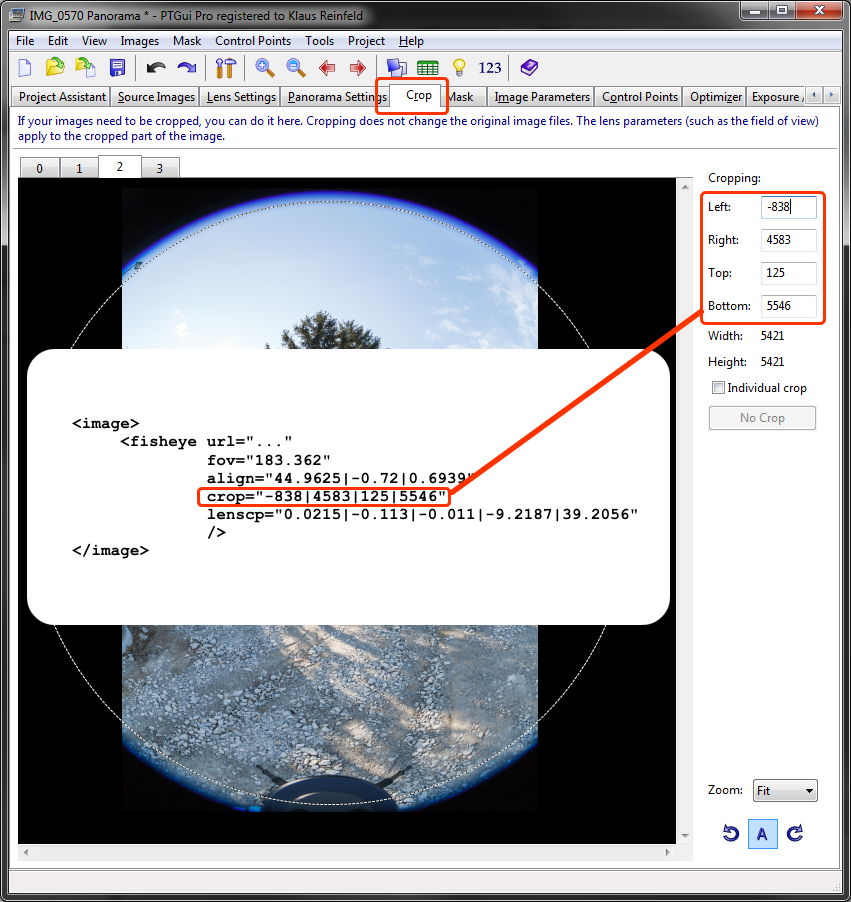 IMG_0570 Panorama * - PTGui Pro registered to Klaus Reinfeld
File Edit View Images Mask Control Points Tools Project Help
123
Project Assistant Source Images Lens Settings Panorama Settings Crop Mask Image Parameters Control Points Optimizer Exposure
If your images need to be cropped, you can do it here. Cropping does not change the original image files. The lens parameters (such as the field of view)
apply to the cropped part of the image.
0 1 2 3
Cropping:
Left: -838
Right: 4583
Top: 125
Bottom: 5546
Width: 5421
Height: 5421
Individual crop
No Crop
<image>
<fisheye url="..."
fov="183.362"
align="44.9625|-0.72|0.6939"
crop="-838|4583|125|5546"
lenscp="0.0215|-0.113|-0.011|-9.2187|39.2056"
/>
</image>
Zoom: Fit
A